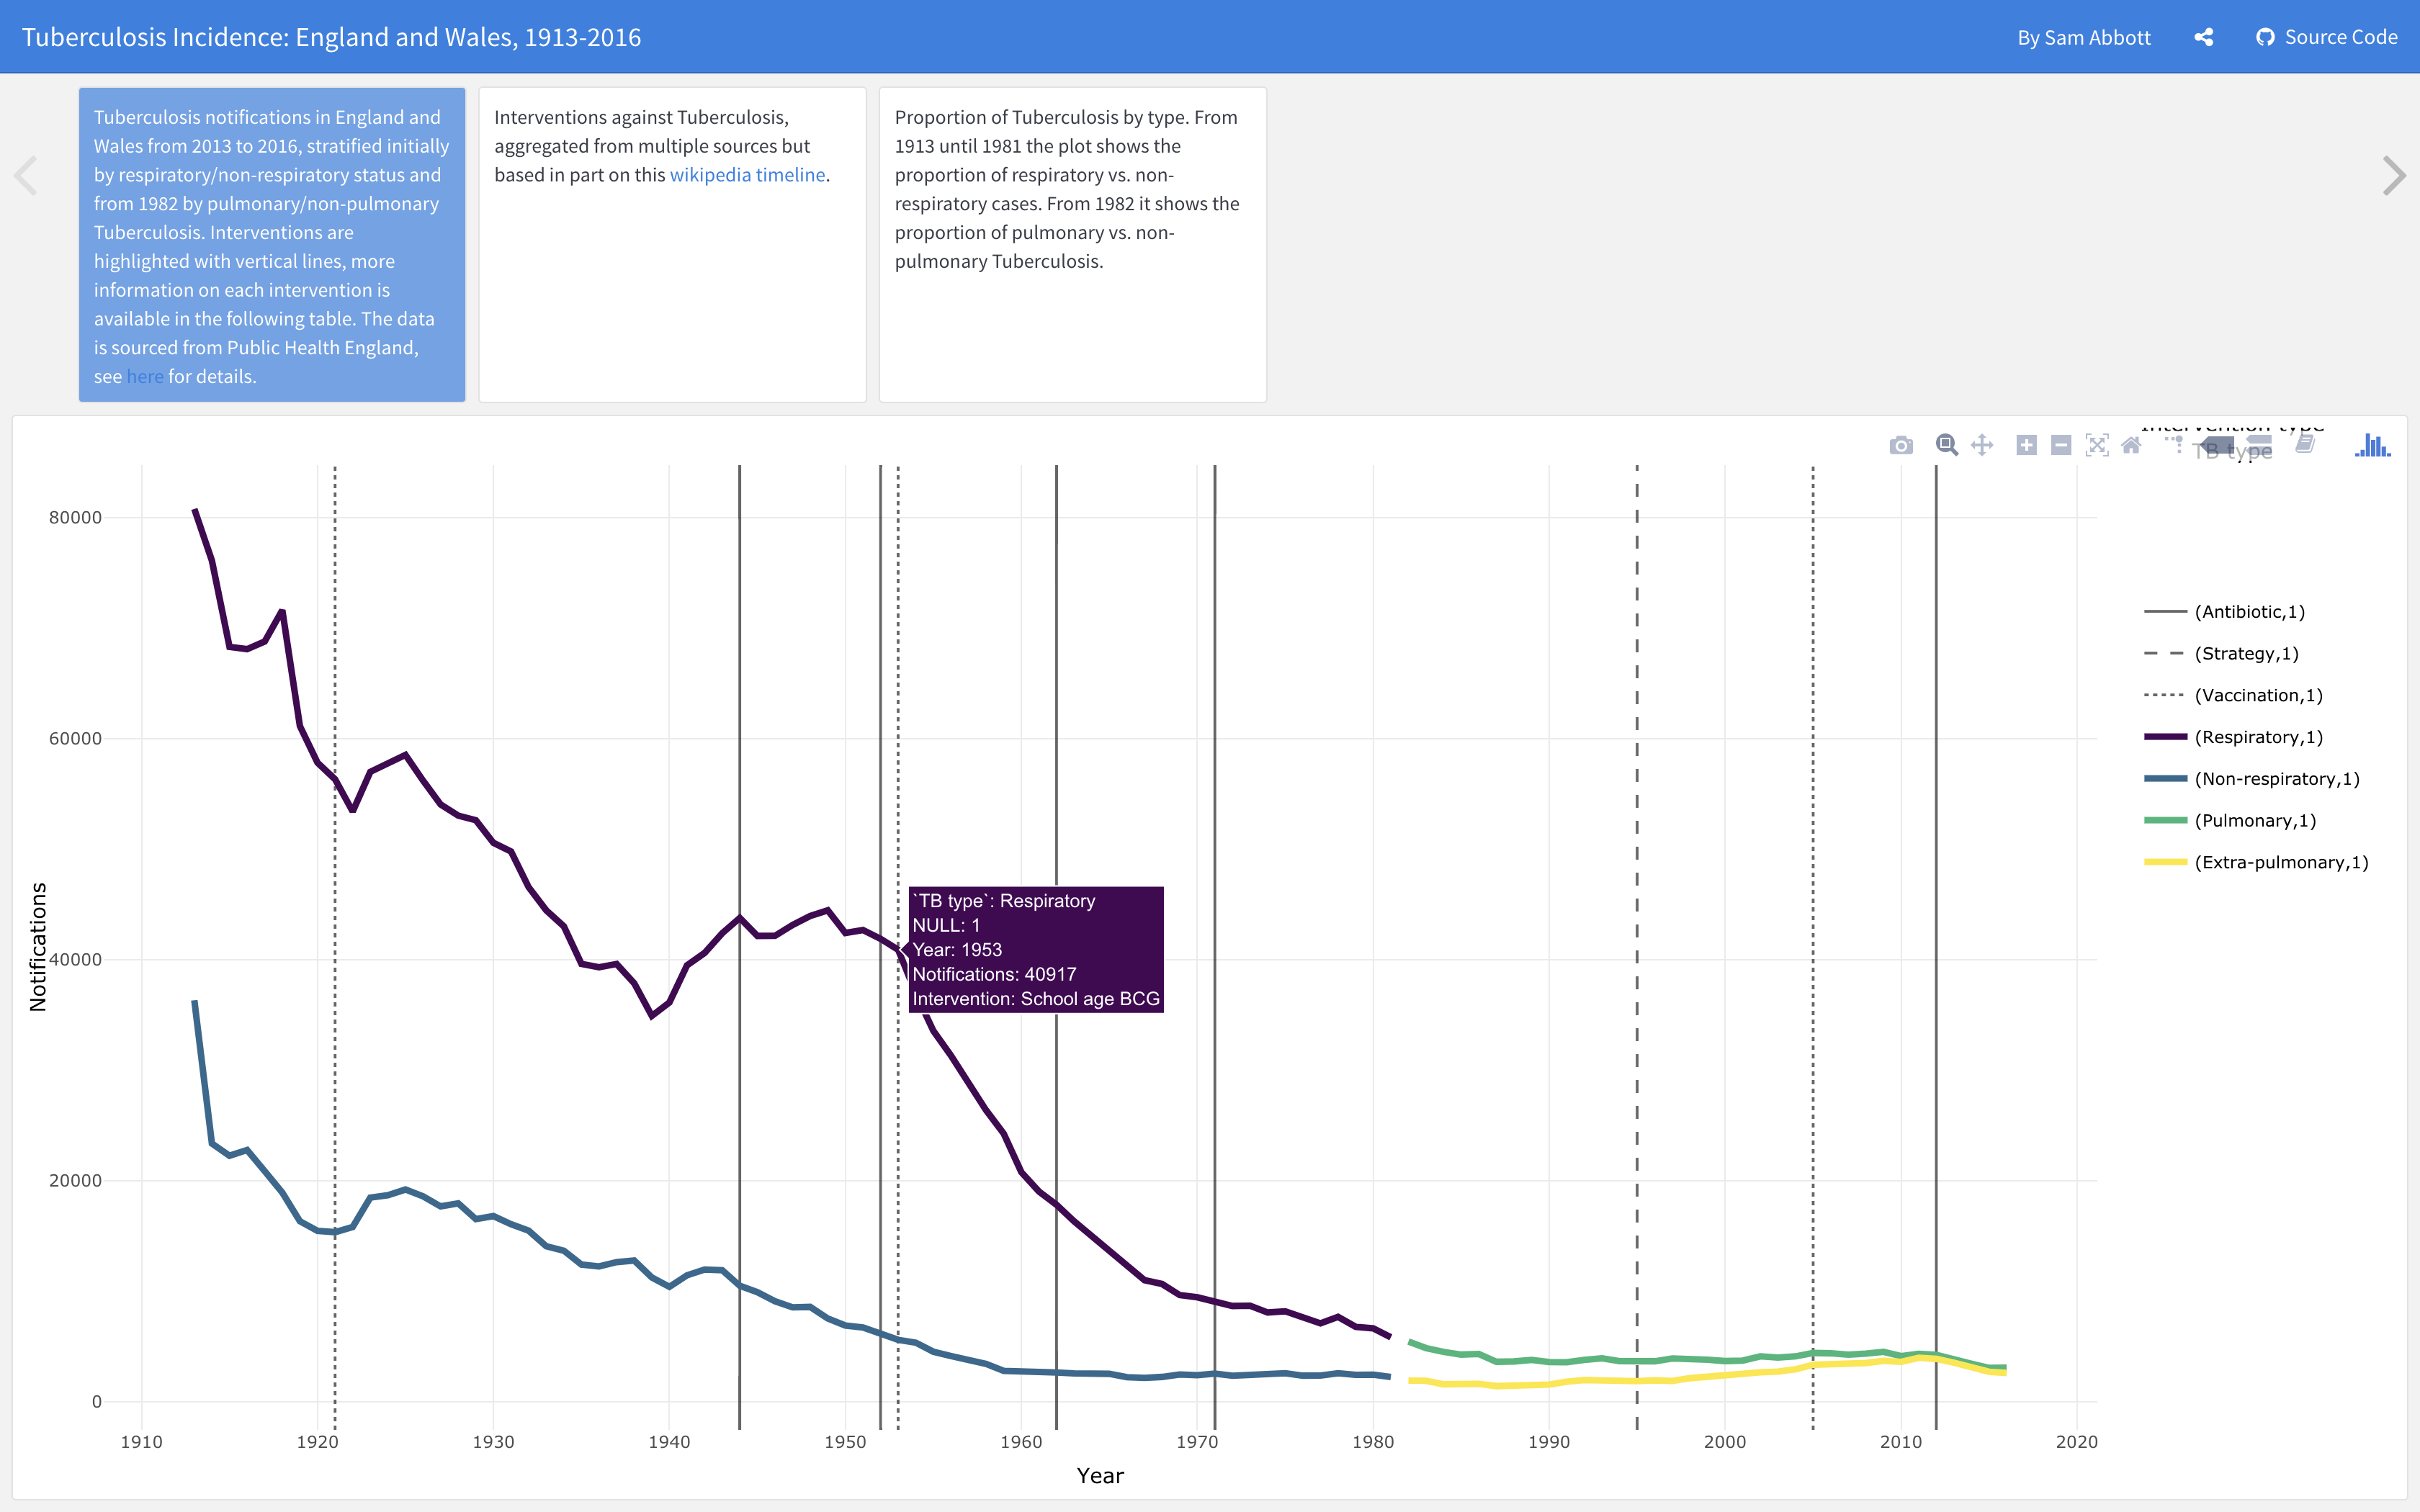 Tuberculosis Incidence: England and Wales, 1913-2016
By Sam Abbott
Source Code
Tuberculosis notifications in England and
Wales from 2013 to 2016, stratified initially
by respiratory/non-respiratory status and
from 1982 by pulmonary/non-pulmonary
Tuberculosis. Interventions are
highlighted with vertical lines, more
information on each intervention is
available in the following table. The data
is sourced from Public Health England,
see here for details.
Interventions against Tuberculosis,
aggregated from multiple sources but
based in part on this wikipedia timeline.
Proportion of Tuberculosis by type. From
1913 until 1981 the plot shows the
proportion of respiratory vs. non-
respiratory cases. From 1982 it shows the
proportion of pulmonary vs. non-
pulmonary Tuberculosis.
Intervention type
TB type
80000
60000
40000
20000
0
Notifications
`TB type`: Respiratory
NULL: 1
Year: 1953
Notifications: 40917
Intervention: School age BCG
(Antibiotic,1)
(Strategy,1)
(Vaccination,1)
(Respiratory,1)
(Non-respiratory,1)
(Pulmonary,1)
(Extra-pulmonary,1)
1910
1920
1930
1940
1950
1960
1970
1980
1990
2000
2010
2020
Year